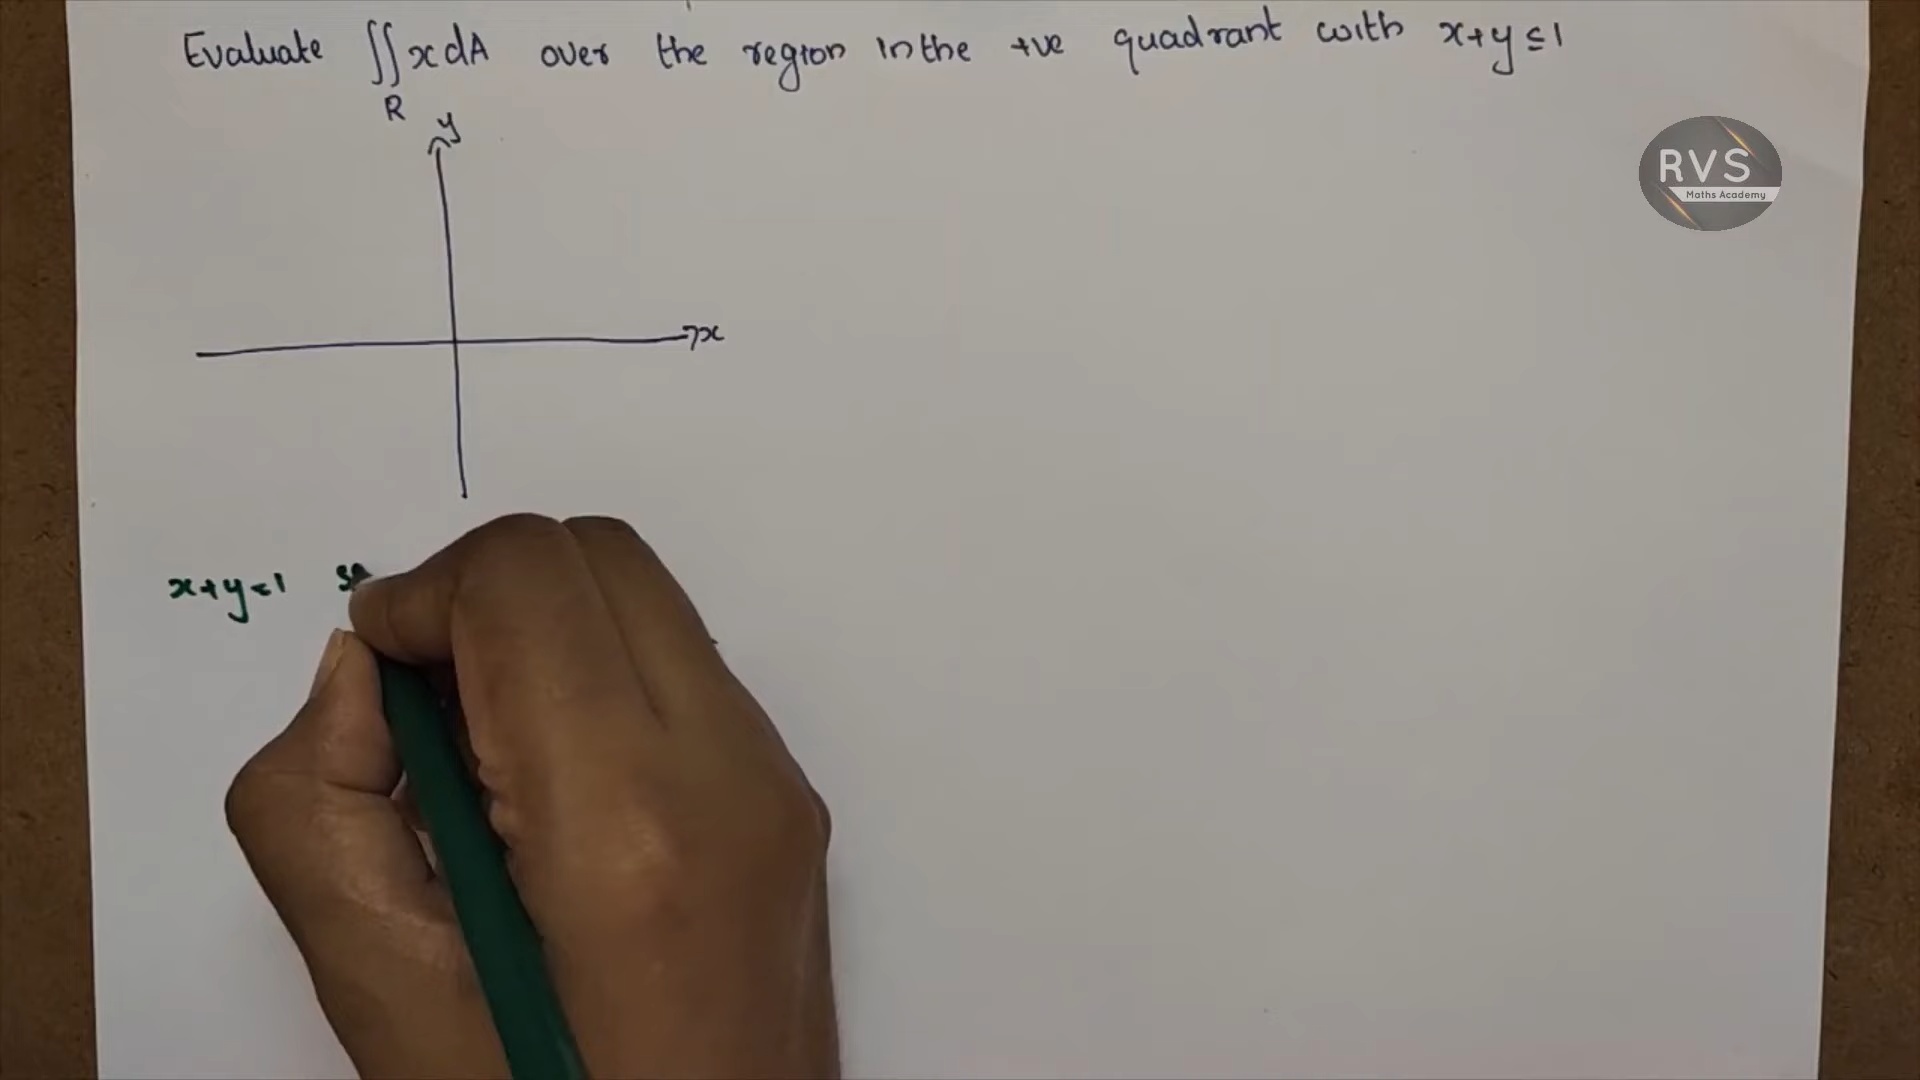 Evaluate ∬ x dA over the region in the +ve quadrant with x+y ≤ 1
R
y
RVS
Maths Academy
x
x+y=1